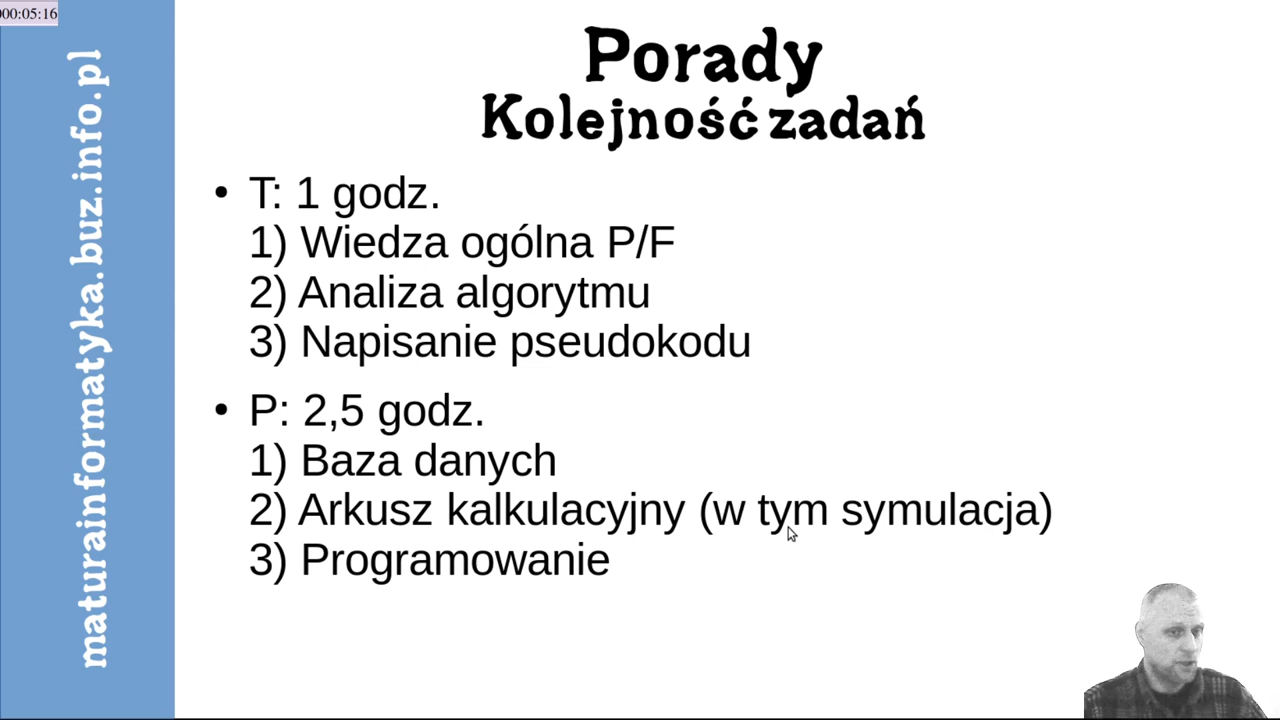 000:05:16
maturainformatyka.buz.info.pl
Porady
Kolejność zadań
• T: 1 godz.
1) Wiedza ogólna P/F
2) Analiza algorytmu
3) Napisanie pseudokodu
• P: 2,5 godz.
1) Baza danych
2) Arkusz kalkulacyjny (w tym symulacja)
3) Programowanie